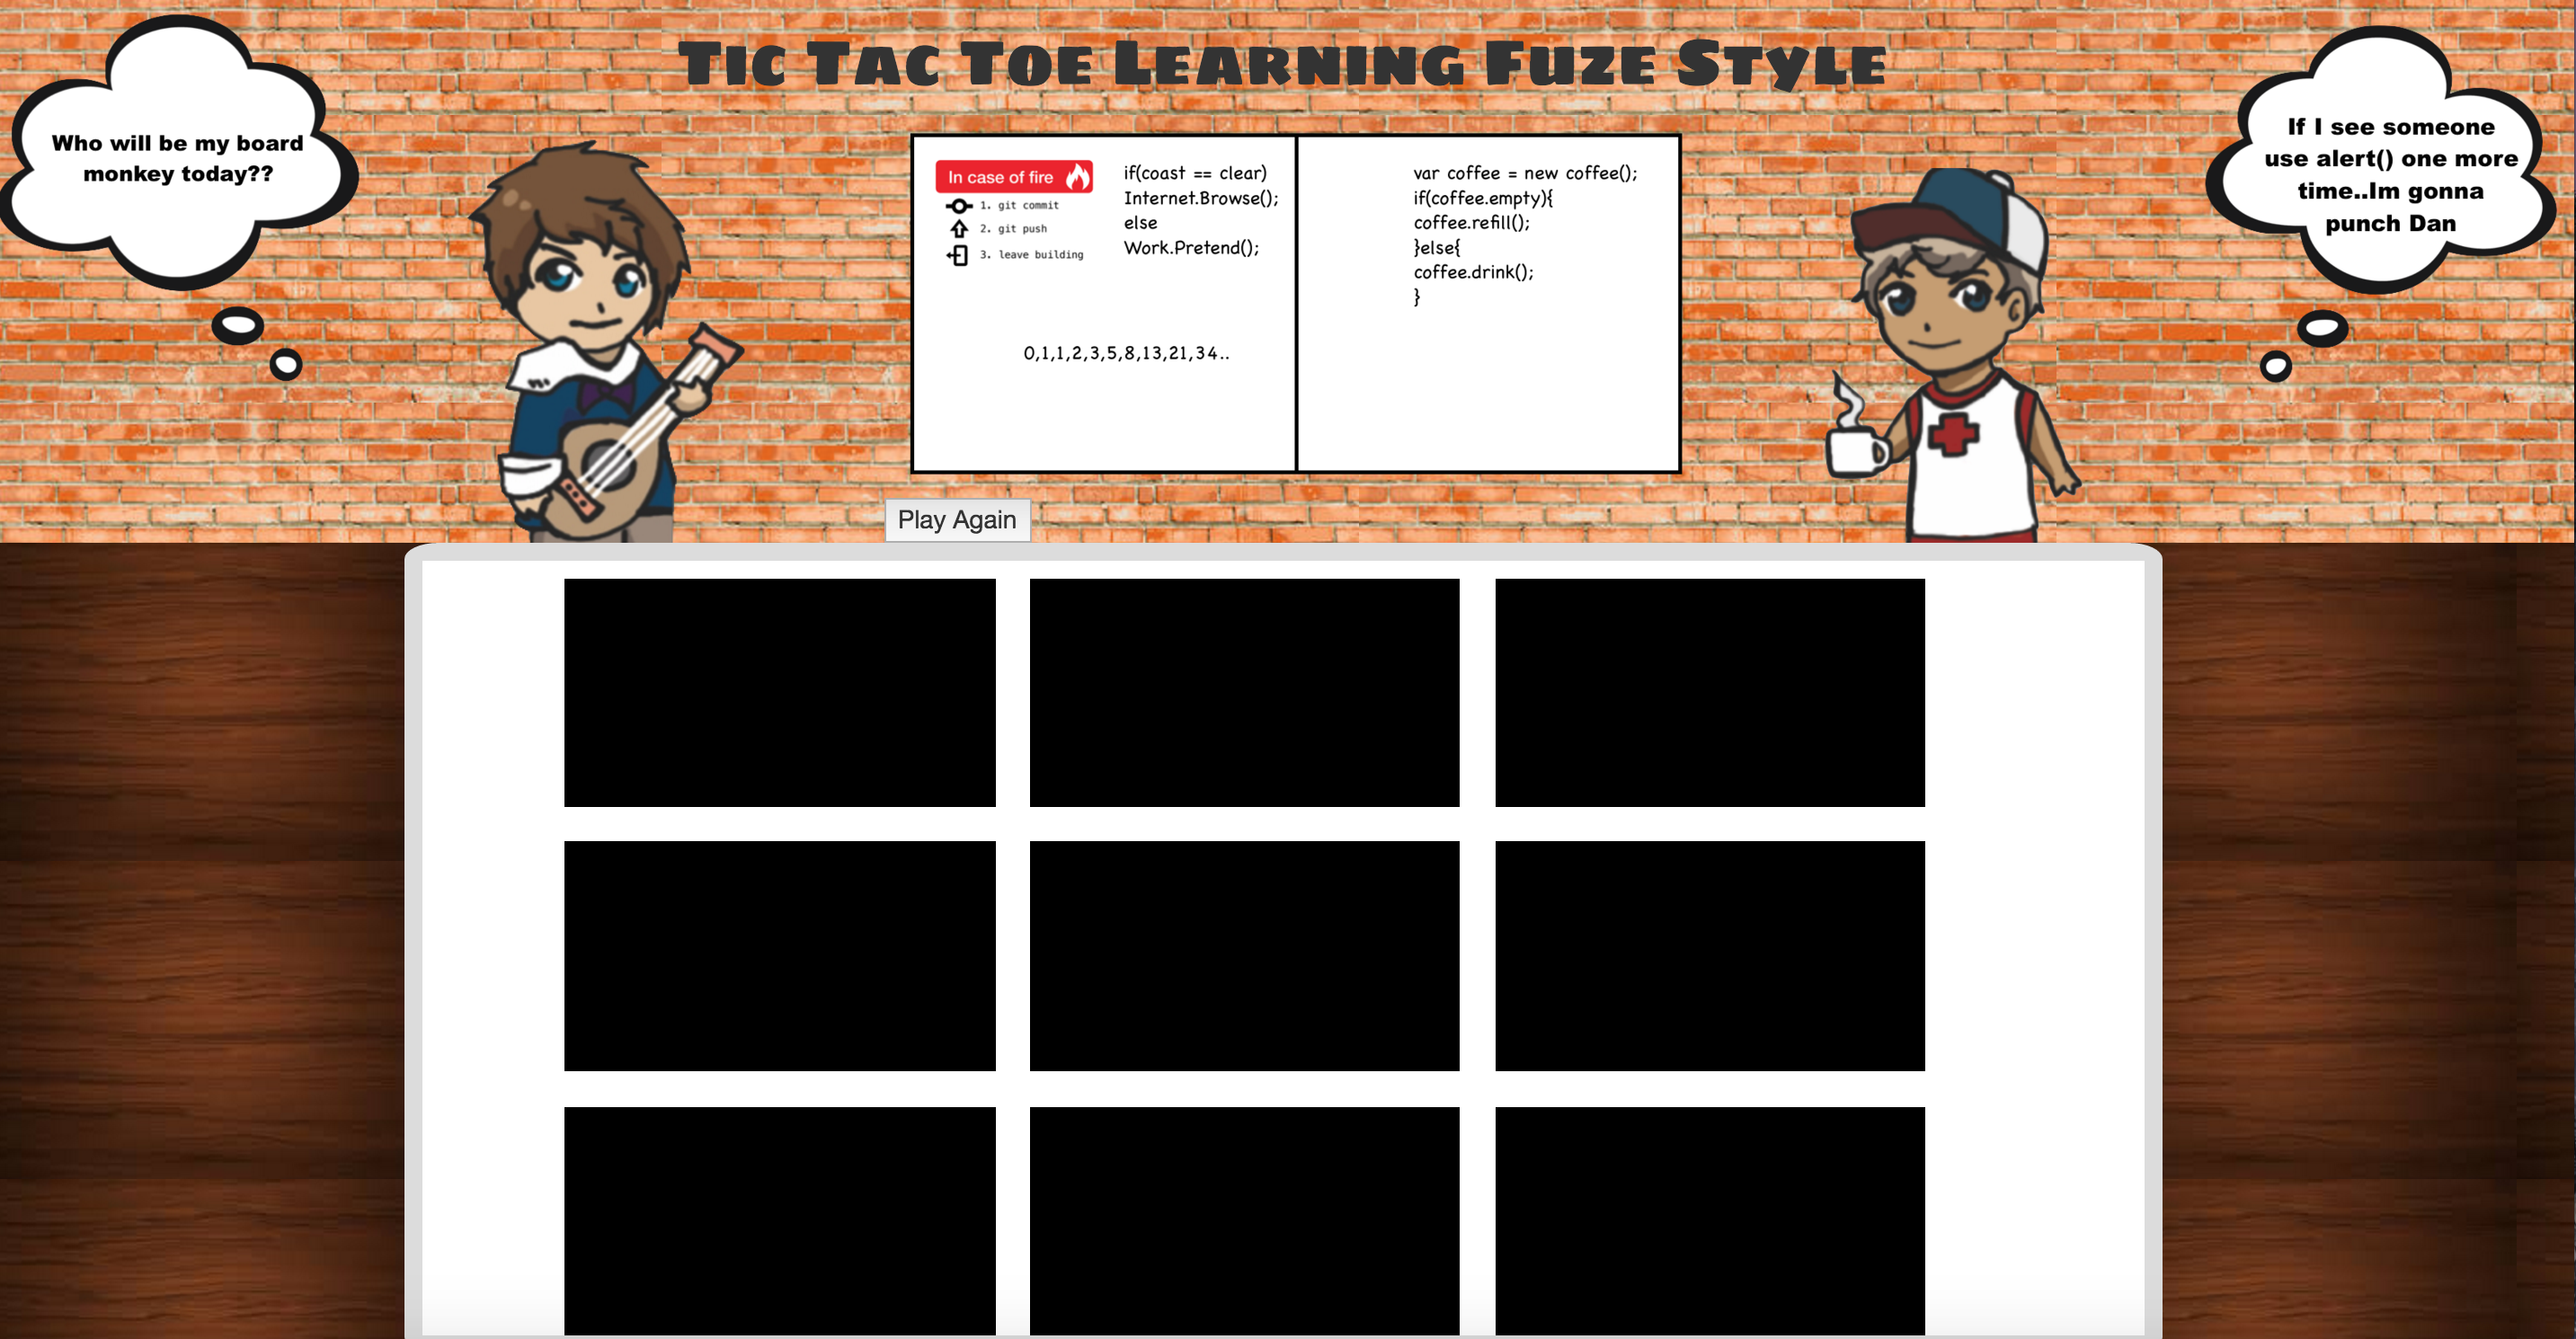 Tic Tac Toe Learning Fuze Style
Who will be my board
monkey today??
If I see someone
use alert() one more
time..Im gonna
punch Dan
In case of fire
1. git commit
2. git push
3. leave building
if(coast == clear)
Internet.Browse();
else
Work.Pretend();
0,1,1,2,3,5,8,13,21,34..
var coffee = new coffee();
if(coffee.empty){
coffee.refill();
}else{
coffee.drink();
}
Play Again